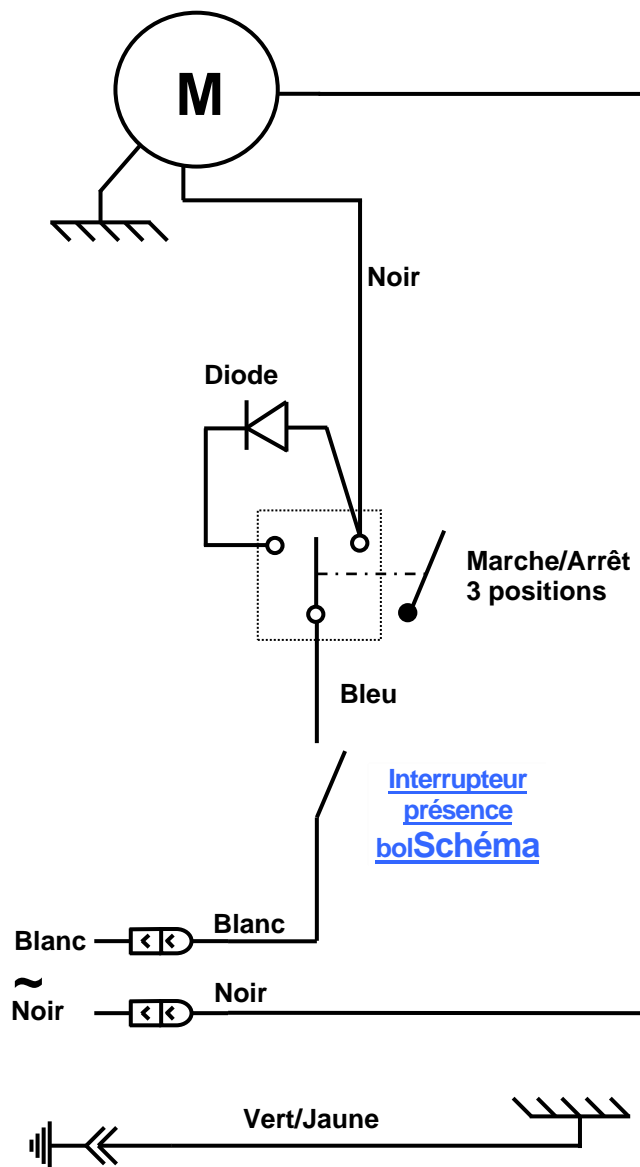 M
Noir
Diode
Marche/Arrêt
3 positions
Bleu
Interrupteur
présence
bolSchéma
Blanc
Blanc
~
Noir
Noir
Vert/Jaune